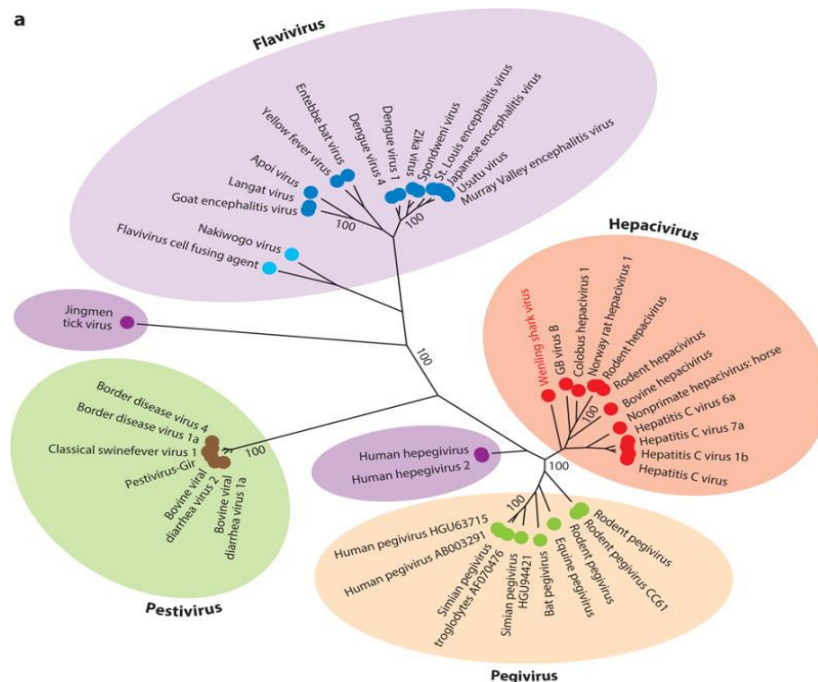 a
Flavivirus
Entebbe bat virus
Yellow fever virus
Apoi virus
Langat virus
Goat encephalitis virus
Dengue virus 4
Dengue virus 1
Zika virus
Spondweni virus
St. Louis encephalitis virus
Japanese encephalitis virus
Usutu virus
Murray Valley encephalitis virus
100
100
Nakiwogo virus
Flavivirus cell fusing agent
Jingmen
tick virus
100
Hepacivirus
Wenling shark virus
GB virus B
Colobus hepacivirus 1
Norway rat hepacivirus 1
Rodent hepacivirus
Rodent hepacivirus
Bovine hepacivirus
Nonprimate hepacivirus: horse
Hepatitis C virus 6a
Hepatitis C virus 7a
Hepatitis C virus 1b
Hepatitis C virus
100
Border disease virus 4
Border disease virus 1a
Classical swinefever virus 1
Pestivirus-Gir
Bovine viral
diarrhea virus 2
Bovine viral
diarrhea virus 1a
100
Pestivirus
Human hepegivirus
Human hepegivirus 2
100
100
Human pegivirus HGU63715
Human pegivirus AB003291
Simian pegivirus
troglodytes AF070476
Simian pegivirus
HGU94421
Bat pegivirus
Equine pegivirus
Rodent pegivirus
Rodent pegivirus CC61
Rodent pegivirus
Pegivirus